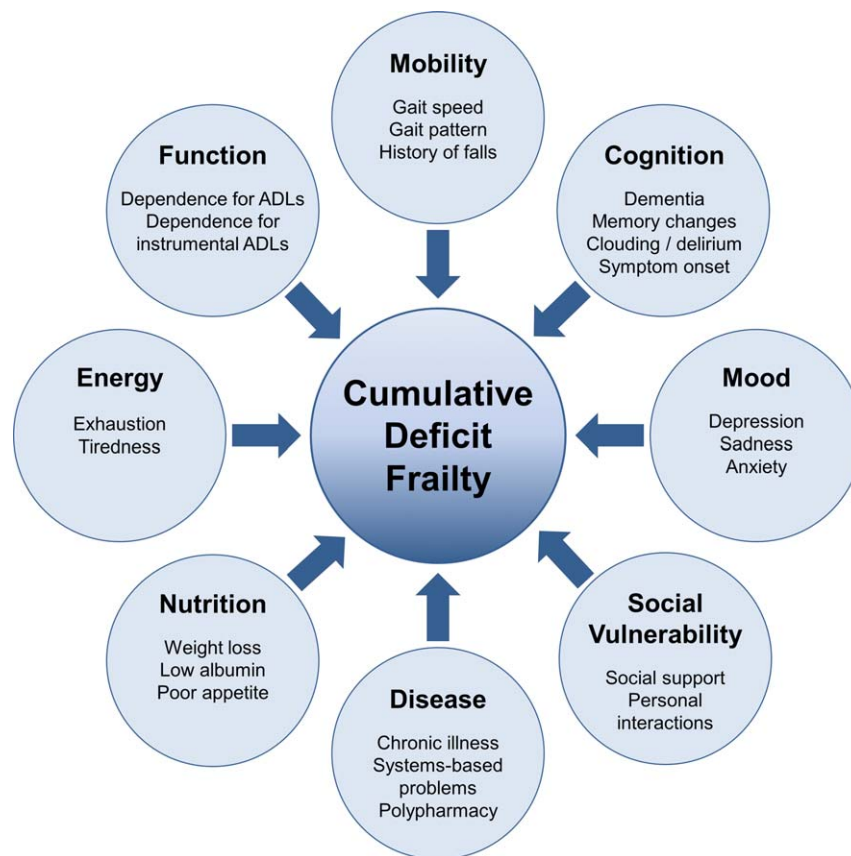 Mobility
Gait speed
Gait pattern
History of falls
Cognition
Dementia
Memory changes
Clouding / delirium
Symptom onset
Mood
Depression
Sadness
Anxiety
Social
Vulnerability
Social support
Personal
interactions
Disease
Chronic illness
Systems-based
problems
Polypharmacy
Nutrition
Weight loss
Low albumin
Poor appetite
Energy
Exhaustion
Tiredness
Function
Dependence for ADLs
Dependence for
instrumental ADLs
Cumulative
Deficit
Frailty